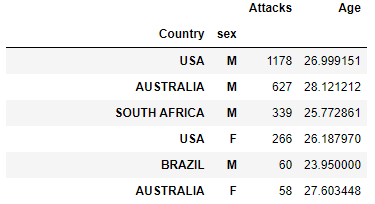 Attacks Age
Country sex
USA M 1178 26.999151
AUSTRALIA M 627 28.121212
SOUTH AFRICA M 339 25.772861
USA F 266 26.187970
BRAZIL M 60 23.950000
AUSTRALIA F 58 27.603448